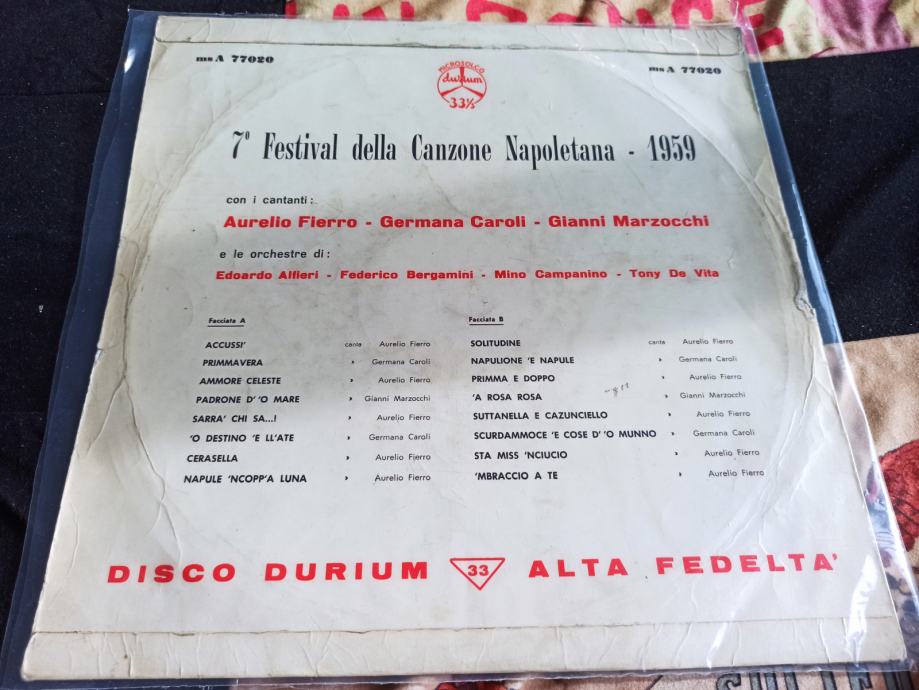 msA 77020
msA 77020
MICROSOLCO
durium
33⅓
7º Festival della Canzone Napoletana - 1959
con i cantanti:
Aurelio Fierro - Germana Caroli - Gianni Marzocchi
e le orchestre di:
Edoardo Alfieri - Federico Bergamini - Mino Campanino - Tony De Vita
Facciata A
ACCUSSI' canta Aurelio Fierro
PRIMMAVERA » Germana Caroli
AMMORE CELESTE » Aurelio Fierro
PADRONE D' 'O MARE » Gianni Marzocchi
SARRA' CHI SA...! » Aurelio Fierro
'O DESTINO 'E LL'ATE » Germana Caroli
CERASELLA » Aurelio Fierro
NAPULE 'NCOPP'A LUNA » Aurelio Fierro
Facciata B
SOLITUDINE canta Aurelio Fierro
NAPULIONE 'E NAPULE » Germana Caroli
PRIMMA E DOPPO » Aurelio Fierro
'A ROSA ROSA » Gianni Marzocchi
SUTTANELLA E CAZUNCIELLO » Aurelio Fierro
SCURDAMMOCE 'E COSE D' 'O MUNNO » Germana Caroli
STA MISS 'NCIUCIO » Aurelio Fierro
'MBRACCIO A TE » Aurelio Fierro
DISCO DURIUM 33 ALTA FEDELTA'